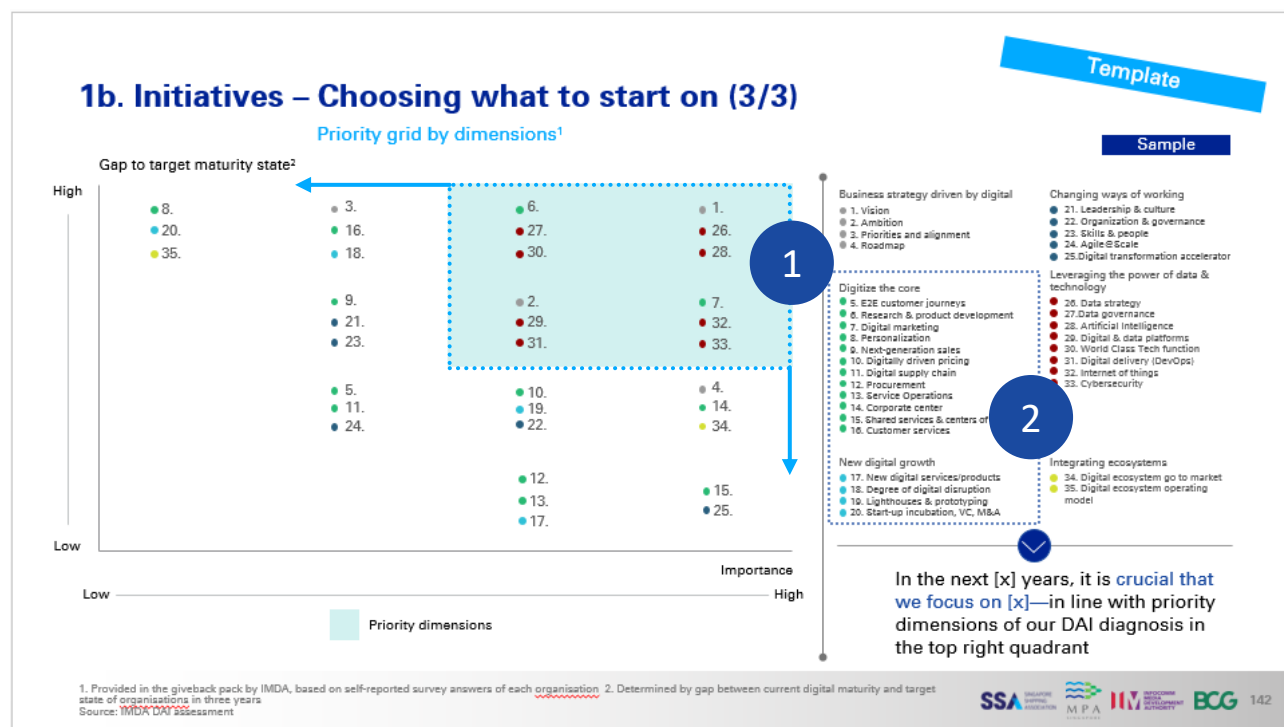 Template
1b. Initiatives – Choosing what to start on (3/3)
Priority grid by dimensions¹
Sample
Gap to target maturity state²
High
8.
20.
35.
3.
16.
18.
6.
27.
30.
1.
26.
28.
9.
21.
23.
2.
29.
31.
7.
32.
33.
5.
11.
24.
10.
19.
22.
4.
14.
34.
12.
13.
17.
15.
25.
Low
Importance
Low
High
Priority dimensions
1
Business strategy driven by digital
1. Vision
2. Ambition
3. Priorities and alignment
4. Roadmap
Changing ways of working
21. Leadership & culture
22. Organization & governance
23. Skills & people
24. Agile@Scale
25.Digital transformation accelerator
Digitize the core
5. E2E customer journeys
6. Research & product development
7. Digital marketing
8. Personalization
9. Next-generation sales
10. Digitally driven pricing
11. Digital supply chain
12. Procurement
13. Service Operations
14. Corporate center
15. Shared services & centers of
16. Customer services
2
Leveraging the power of data &
technology
26. Data strategy
27.Data governance
28. Artificial Intelligence
29. Digital & data platforms
30. World Class Tech function
31. Digital delivery (DevOps)
32. Internet of things
33. Cybersecurity
New digital growth
17. New digital services/products
18. Degree of digital disruption
19. Lighthouses & prototyping
20. Start-up incubation, VC, M&A
Integrating ecosystems
34. Digital ecosystem go to market
35. Digital ecosystem operating
model
In the next [x] years, it is crucial that
we focus on [x]—in line with priority
dimensions of our DAI diagnosis in
the top right quadrant
1. Provided in the giveback pack by IMDA, based on self-reported survey answers of each organisation 2. Determined by gap between current digital maturity and target
state of organisations in three years
Source: IMDA DAI assessment
SSA SINGAPORE
SHIPPING
ASSOCIATION
MPA
SINGAPORE
INFOCOMM
MEDIA
DEVELOPMENT
AUTHORITY
BCG
142